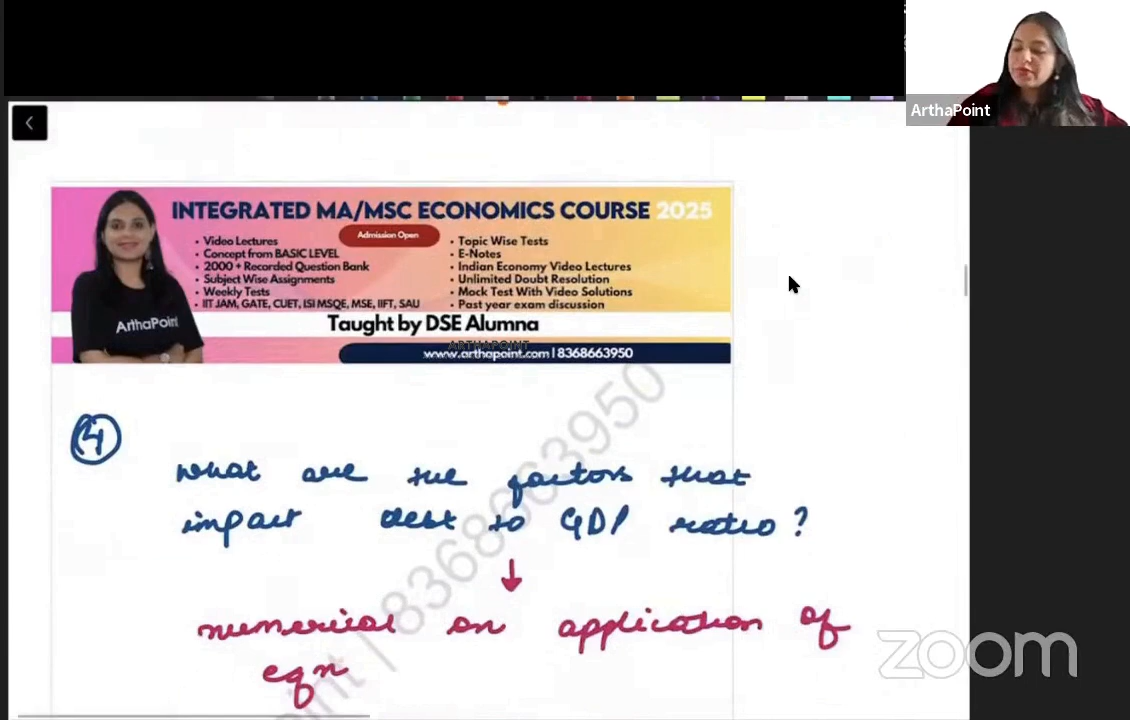 ArthaPoint
INTEGRATED MA/MSC ECONOMICS COURSE 2025
Admission Open
• Video Lectures
• Concept from BASIC LEVEL
• 2000 + Recorded Question Bank
• Subject Wise Assignments
• Weekly Tests
• IIT JAM, GATE, CUET, ISI MSQE, MSE, IIFT, SAU
• Topic Wise Tests
• E-Notes
• Indian Economy Video Lectures
• Unlimited Doubt Resolution
• Mock Test With Video Solutions
• Past year exam discussion
ArthaPoint
Taught by DSE Alumna
ARTHAPOINT
www.arthapoint.com | 8368663950
4
what are the factors that
impact debt to GDP ratio?
↓
numerical on application of
eqn
int | 8368663950
zoom